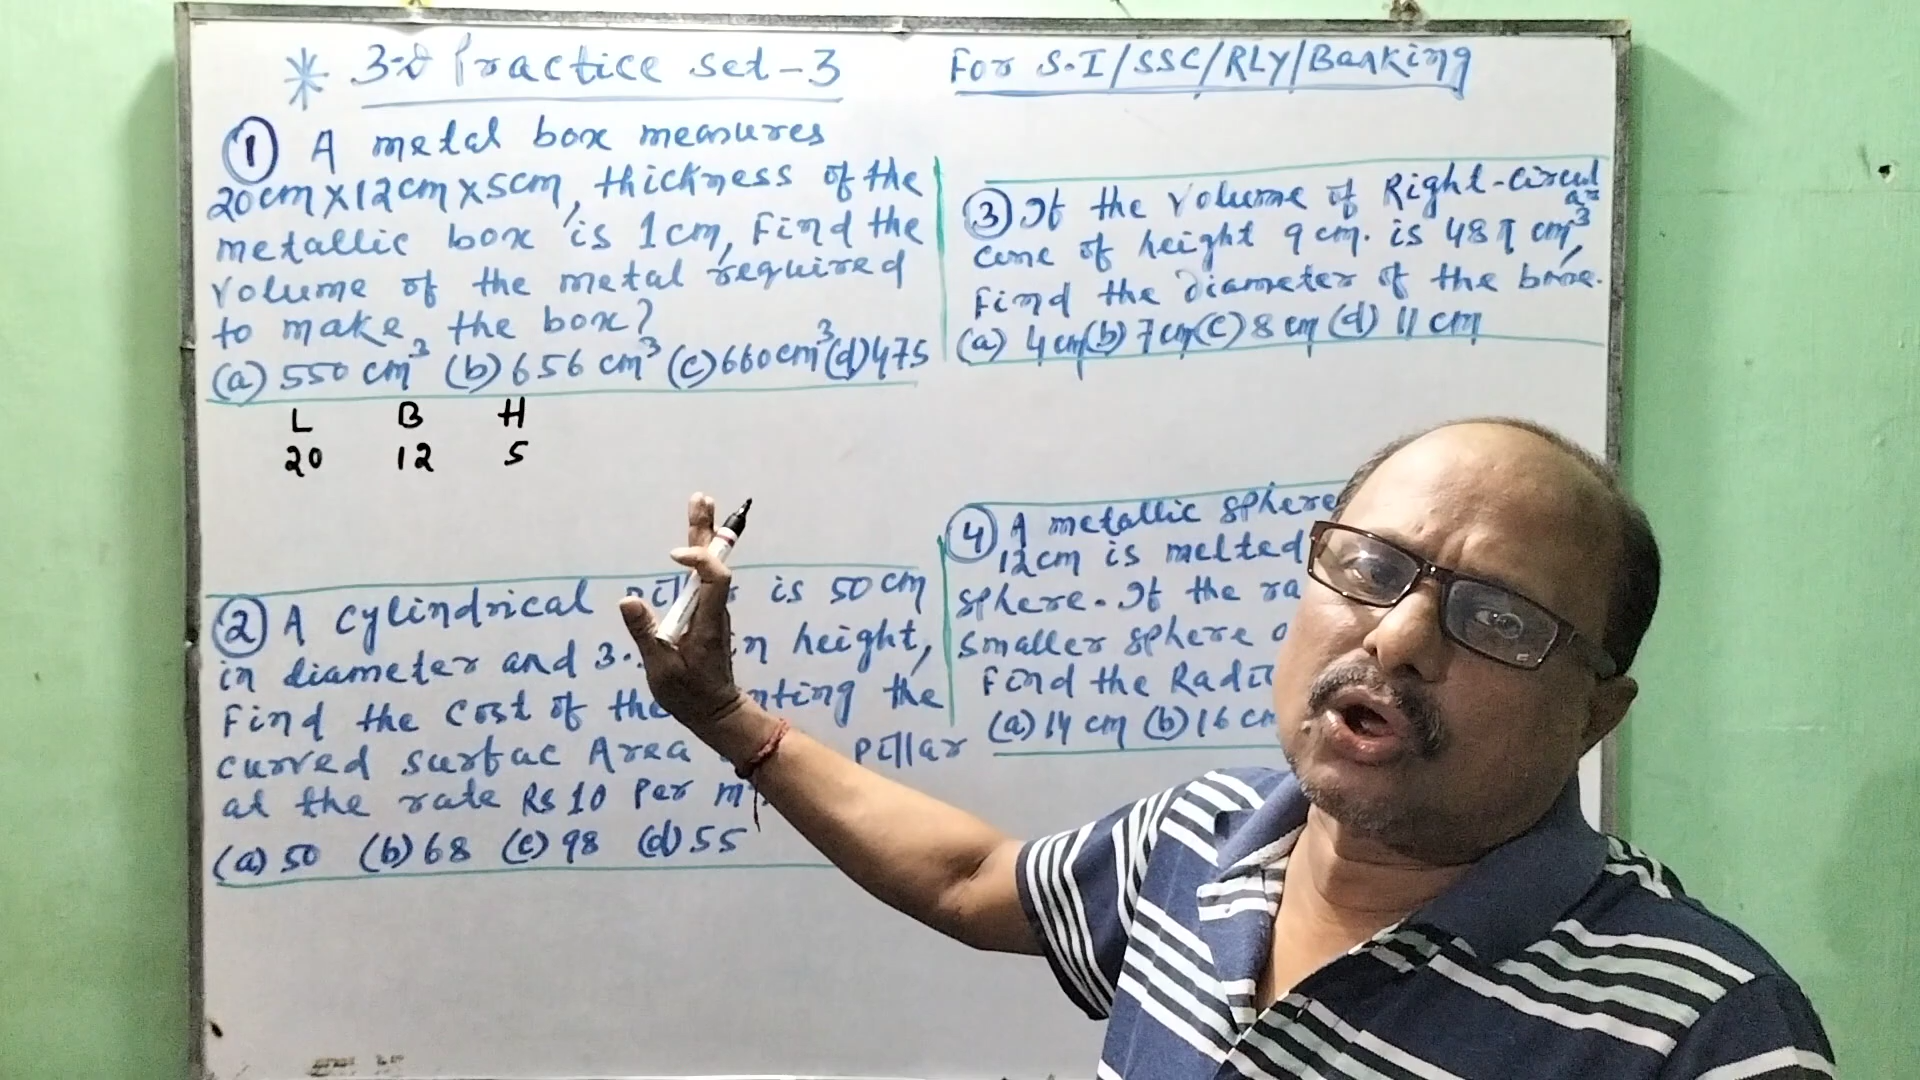 * 3-D Practice Set-3
For S.I/SSC/RLY/Banking
① A metal box measures
20cm×12cm×5cm, thickness of the
metallic box is 1cm, Find the
volume of the metal required
to make the box?
(a) 550 cm³ (b) 656 cm³ (c) 660cm³ (d) 475
L B H
20 12 5
② A cylindrical is 50 cm
in diameter and 3. in height,
Find the cost of the the
curved surfac Area pillar
at the rate Rs 10 Per
(a) 50 (b) 68 (c) 98 (d) 55
③ If the volume of Right-circul
cone of height 9 cm. is 48π cm³,
Find the diameter of the base.
(a) 4 cm (b) 7 cm (c) 8 cm (d) 11 cm
④ A metallic sphere
12cm is melted
sphere. If the ra
smaller sphere
Find the Radi
(a) 14 cm (b) 16 cm